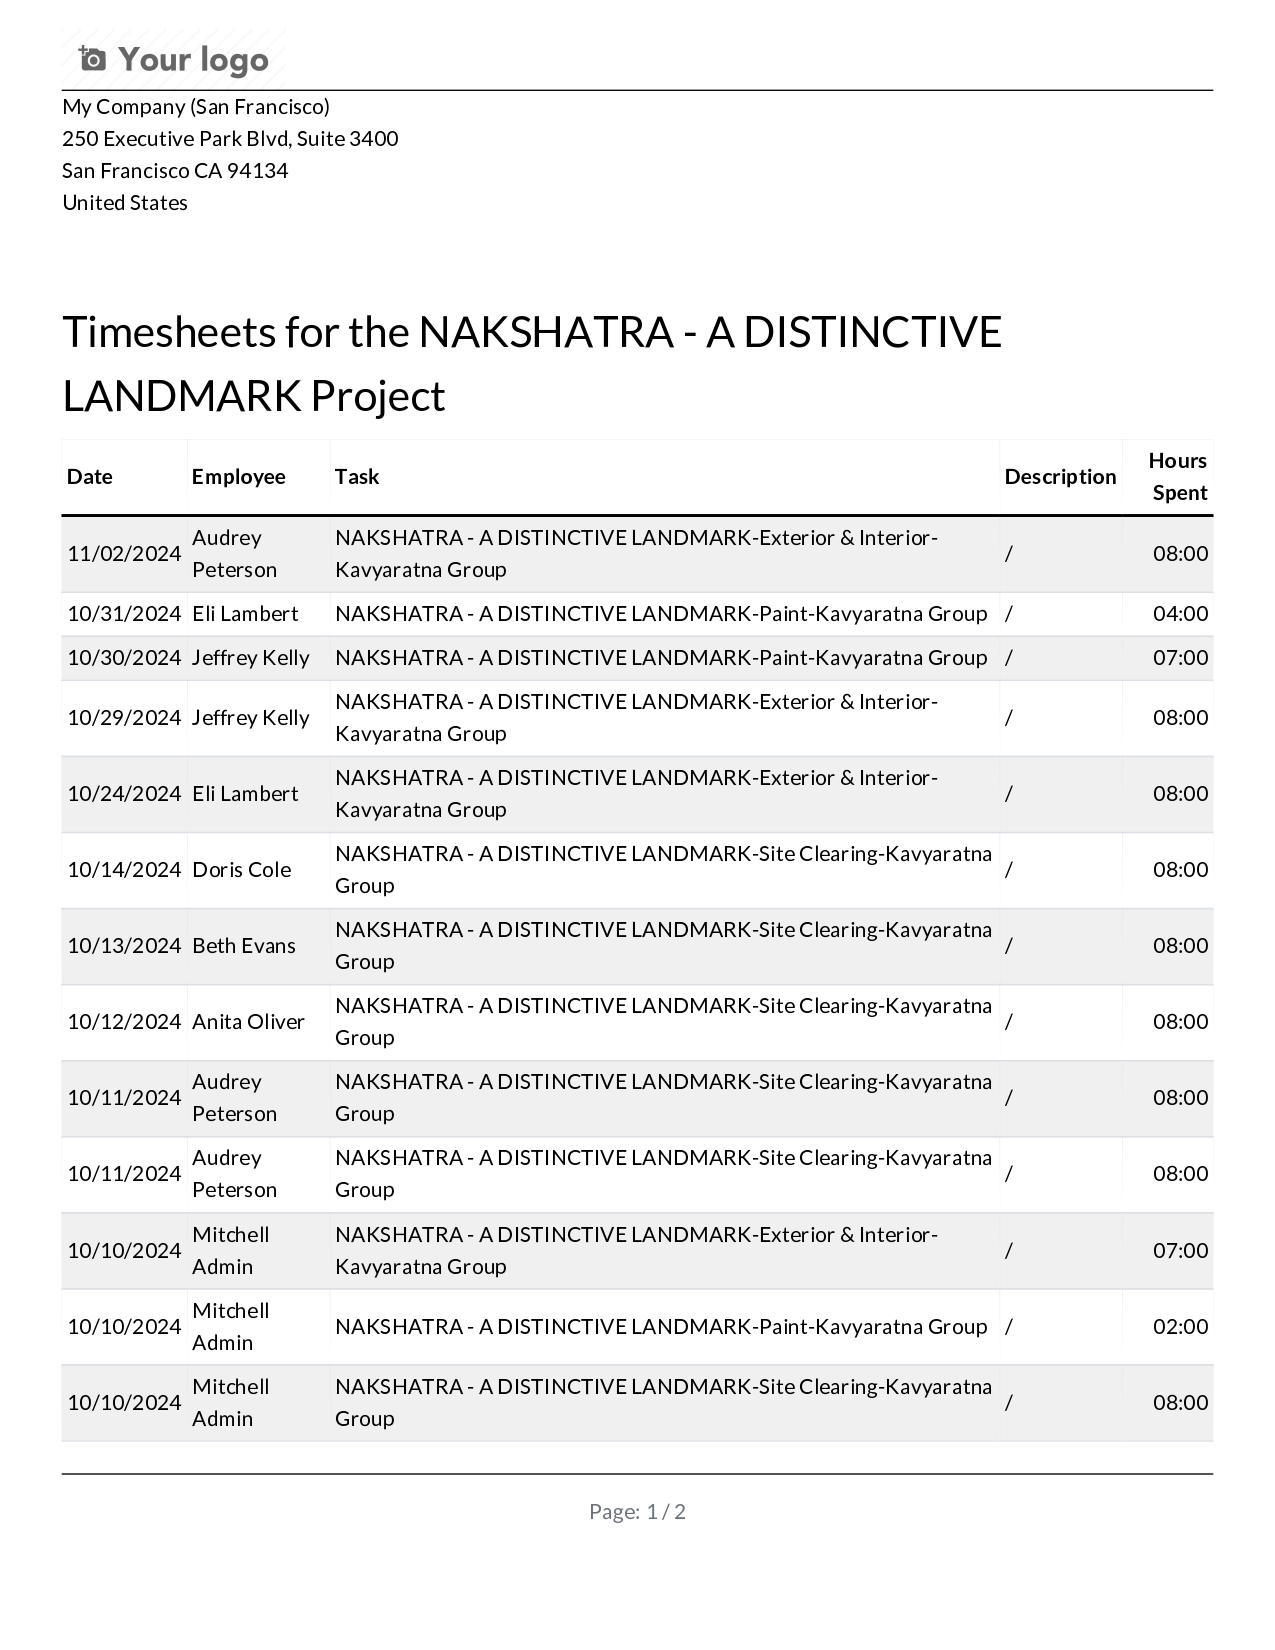 Your logo
My Company (San Francisco)
250 Executive Park Blvd, Suite 3400
San Francisco CA 94134
United States
Timesheets for the NAKSHATRA - A DISTINCTIVE
LANDMARK Project
Date Employee Task Description Hours Spent
11/02/2024 Audrey Peterson NAKSHATRA - A DISTINCTIVE LANDMARK-Exterior & Interior-
Kavyaratna Group / 08:00
10/31/2024 Eli Lambert NAKSHATRA - A DISTINCTIVE LANDMARK-Paint-Kavyaratna Group / 04:00
10/30/2024 Jeffrey Kelly NAKSHATRA - A DISTINCTIVE LANDMARK-Paint-Kavyaratna Group / 07:00
10/29/2024 Jeffrey Kelly NAKSHATRA - A DISTINCTIVE LANDMARK-Exterior & Interior-
Kavyaratna Group / 08:00
10/24/2024 Eli Lambert NAKSHATRA - A DISTINCTIVE LANDMARK-Exterior & Interior-
Kavyaratna Group / 08:00
10/14/2024 Doris Cole NAKSHATRA - A DISTINCTIVE LANDMARK-Site Clearing-Kavyaratna
Group / 08:00
10/13/2024 Beth Evans NAKSHATRA - A DISTINCTIVE LANDMARK-Site Clearing-Kavyaratna
Group / 08:00
10/12/2024 Anita Oliver NAKSHATRA - A DISTINCTIVE LANDMARK-Site Clearing-Kavyaratna
Group / 08:00
10/11/2024 Audrey Peterson NAKSHATRA - A DISTINCTIVE LANDMARK-Site Clearing-Kavyaratna
Group / 08:00
10/11/2024 Audrey Peterson NAKSHATRA - A DISTINCTIVE LANDMARK-Site Clearing-Kavyaratna
Group / 08:00
10/10/2024 Mitchell Admin NAKSHATRA - A DISTINCTIVE LANDMARK-Exterior & Interior-
Kavyaratna Group / 07:00
10/10/2024 Mitchell Admin NAKSHATRA - A DISTINCTIVE LANDMARK-Paint-Kavyaratna Group / 02:00
10/10/2024 Mitchell Admin NAKSHATRA - A DISTINCTIVE LANDMARK-Site Clearing-Kavyaratna
Group / 08:00
Page: 1 / 2